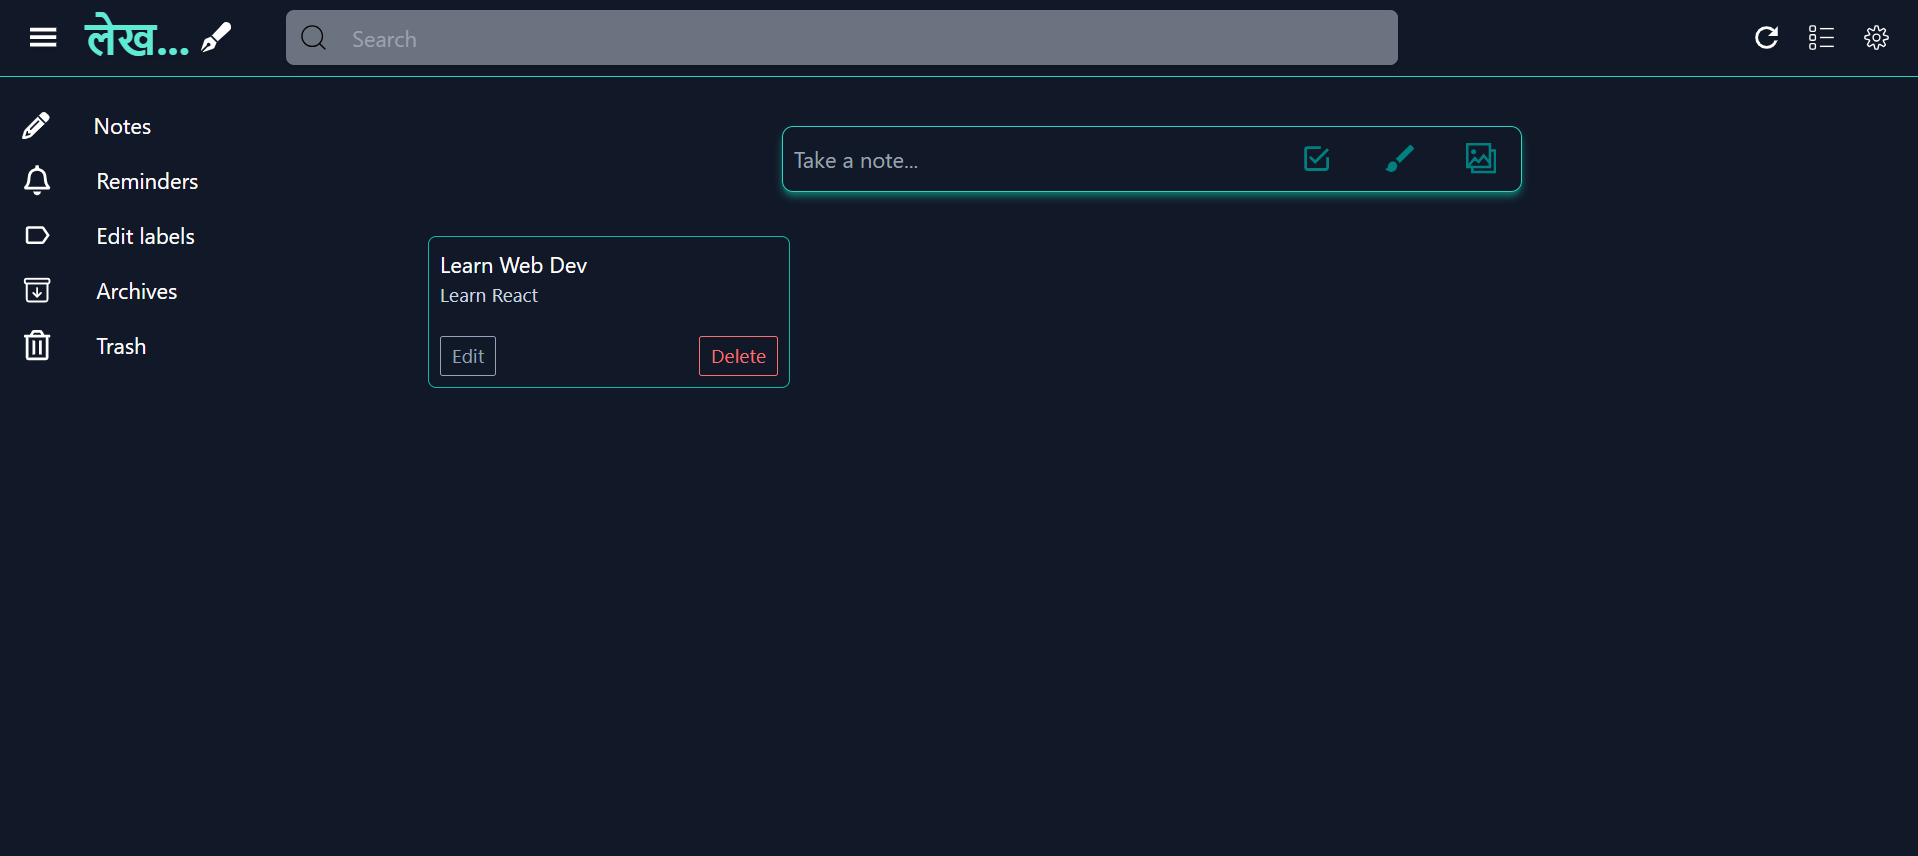 लेख...
Search
Notes
Reminders
Edit labels
Archives
Trash
Take a note...
Learn Web Dev
Learn React
Edit
Delete